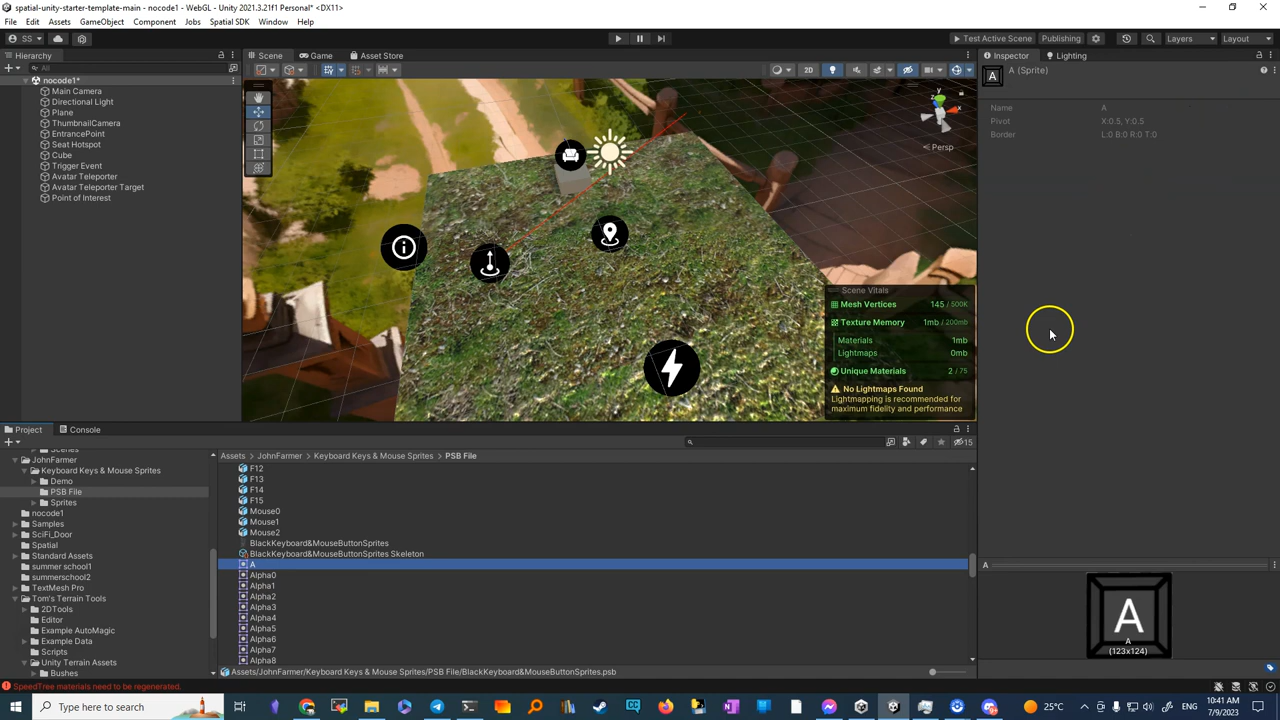 spatial-unity-starter-template-main - nocode1 - WebGL - Unity 2021.3.21f1 Personal* <DX11>
File Edit Assets GameObject Component Jobs Spatial SDK Window Help
SS Test Active Scene Publishing Layers Layout
Hierarchy Scene Game Asset Store Inspector Lighting
All 2D A (Sprite)
nocode1*
Main Camera
Directional Light
Plane
ThumbnailCamera
EntrancePoint
Seat Hotspot
Cube
Trigger Event
Avatar Teleporter
Avatar Teleporter Target
Point of Interest
y
x
Persp
Name A
Pivot X:0.5, Y:0.5
Border L:0 B:0 R:0 T:0
Scene Vitals
Mesh Vertices 145 / 500K
Texture Memory 1mb / 200mb
Materials 1mb
Lightmaps 0mb
Unique Materials 2 / 75
No Lightmaps Found
Lightmapping is recommended for
maximum fidelity and performance
Project Console
15
Scenes
JohnFarmer
Keyboard Keys & Mouse Sprites
Demo
PSB File
Sprites
nocode1
Samples
SciFi_Door
Spatial
Standard Assets
summer school1
summerschool2
TextMesh Pro
Tom's Terrain Tools
2DTools
Editor
Example AutoMagic
Example Data
Scripts
Unity Terrain Assets
Bushes
Assets JohnFarmer Keyboard Keys & Mouse Sprites PSB File
F12
F13
F14
F15
Mouse0
Mouse1
Mouse2
BlackKeyboard&MouseButtonSprites
BlackKeyboard&MouseButtonSprites Skeleton
A
Alpha0
Alpha1
Alpha2
Alpha3
Alpha4
Alpha5
Alpha6
Alpha7
Alpha8
Assets/JohnFarmer/Keyboard Keys & Mouse Sprites/PSB File/BlackKeyboard&MouseButtonSprites.psb
A
A
A
(123x124)
SpeedTree materials need to be regenerated.
Type here to search
25°C
ENG
10:41 AM
7/9/2023